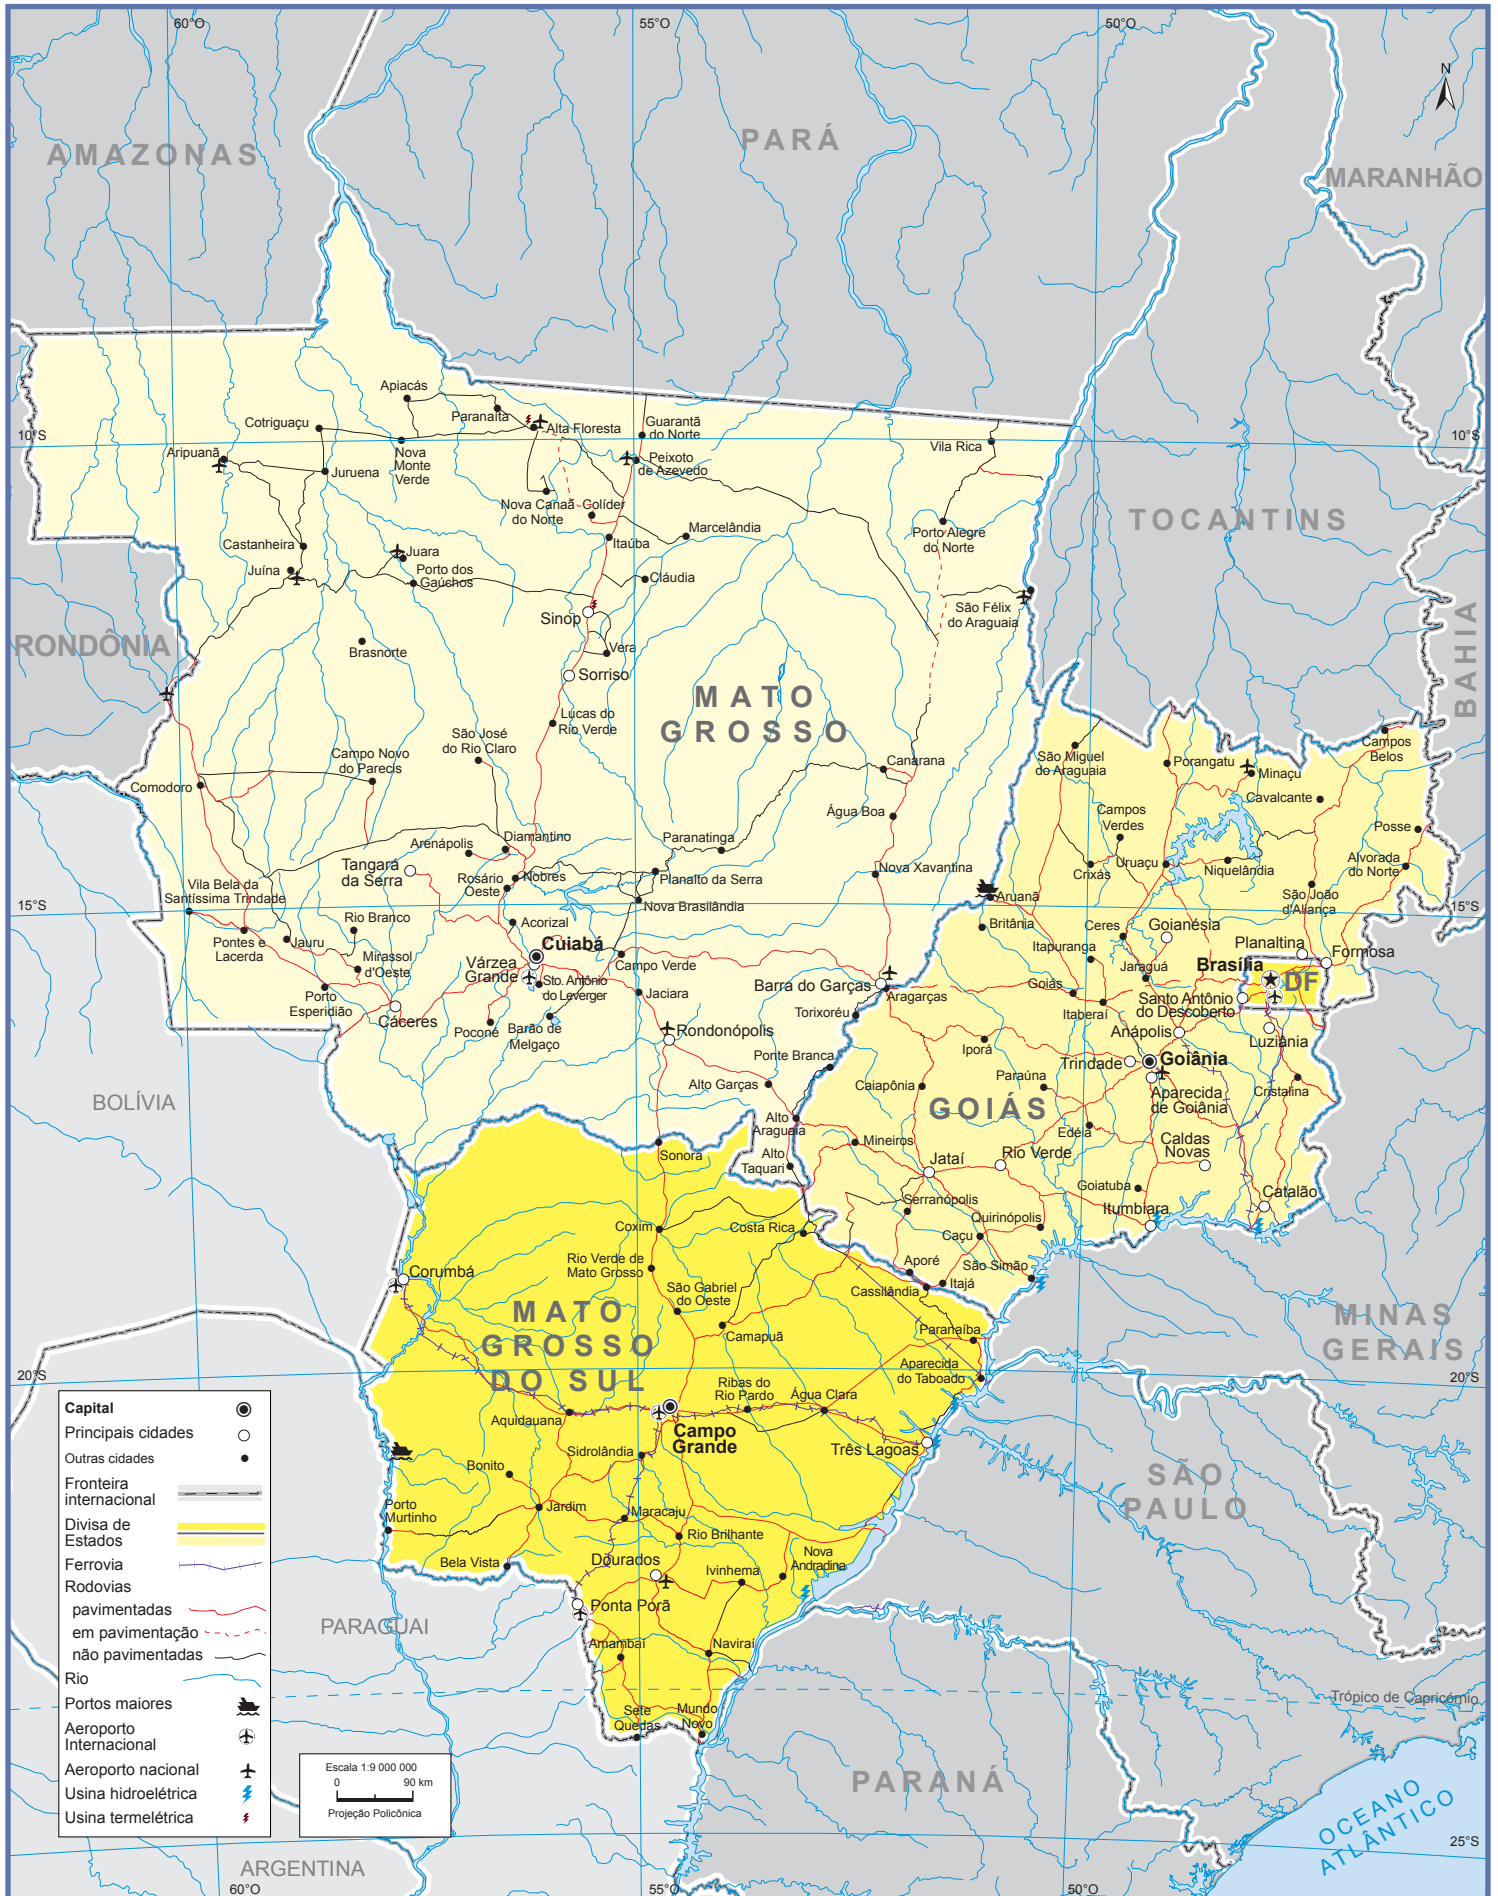 60°O
55°O
50°O
N
AMAZONAS
PARÁ
MARANHÃO
Apiacás
Paranaíta
Cotriguaçu
Alta Floresta
Guarantã
do Norte
10°S
10°S
Aripuanã
Nova
Monte
Verde
Juruena
Peixoto
de Azevedo
Vila Rica
Nova Canaã
do Norte
Golíder
Marcelândia
Porto Alegre
do Norte
TOCANTINS
Castanheira
Itaúba
Juara
Juína
Porto dos
Gaúchos
Cláudia
São Félix
do Araguaia
Sinop
RONDÔNIA
BAHIA
Brasnorte
Vera
Sorriso
MATO
GROSSO
Lucas do
Rio Verde
São José
do Rio Claro
Campo Novo
do Parecis
Canarana
São Miguel
do Araguaia
Porangatu
Minaçu
Campos
Belos
Comodoro
Cavalcante
Água Boa
Campos
Verdes
Posse
Diamantino
Arenápolis
Paranatinga
Tangará
da Serra
Rosário
Oeste
Nobres
Planalto da Serra
Nova Xavantina
Crixás
Uruaçu
Niquelândia
Alvorada
do Norte
Vila Bela da
Santíssima Trindade
Nova Brasilândia
Aruanã
São João
d'Aliança
15°S
15°S
Rio Branco
Acorizal
Britânia
Ceres
Goianésia
Pontes e
Lacerda
Jauru
Mirassol
d'Oeste
Cuiabá
Várzea
Grande
Campo Verde
Itapuranga
Planaltina
Formosa
Jaraguá
Brasília
DF
Porto
Esperidião
Sto. Antônio
do Leverger
Jaciara
Barra do Garças
Aragarças
Goiás
Santo Antônio
do Descoberto
Cáceres
Poconé
Barão de
Melgaço
Torixoréu
Itaberaí
Anápolis
Luziânia
Rondonópolis
Iporá
Ponte Branca
Trindade
Goiânia
Alto Garças
Caiapônia
Paraúna
Aparecida
de Goiânia
Cristalina
BOLÍVIA
GOIÁS
Alto
Araguaia
Mineiros
Edéia
Caldas
Novas
Sonora
Alto
Taquari
Jataí
Rio Verde
Goiatuba
Serranópolis
Catalão
Quirinópolis
Itumbiara
Coxim
Costa Rica
Caçu
Rio Verde de
Mato Grosso
Aporé
São Simão
Corumbá
São Gabriel
do Oeste
Cassilândia
Itajá
MATO
GROSSO
DO SUL
Camapuã
Paranaíba
MINAS
GERAIS
Aparecida
do Taboado
20°S
20°S
Ribas do
Rio Pardo
Água Clara
Aquidauana
Campo
Grande
Sidrolândia
Três Lagoas
Bonito
SÃO
PAULO
Porto
Murtinho
Jardim
Maracaju
Rio Brilhante
Bela Vista
Dourados
Ivinhema
Nova
Andradina
Ponta Porã
PARAGUAI
Amambaí
Naviraí
Sete
Quedas
Mundo
Novo
Trópico de Capricórnio
PARANÁ
OCEANO
ATLÂNTICO
25°S
ARGENTINA
Capital
Principais cidades
Outras cidades
Fronteira
internacional
Divisa de
Estados
Ferrovia
Rodovias
pavimentadas
em pavimentação
não pavimentadas
Rio
Portos maiores
Aeroporto
Internacional
Aeroporto nacional
Usina hidroelétrica
Usina termelétrica
Escala 1:9 000 000
0
90 km
Projeção Policônica
60°O
55°O
50°O